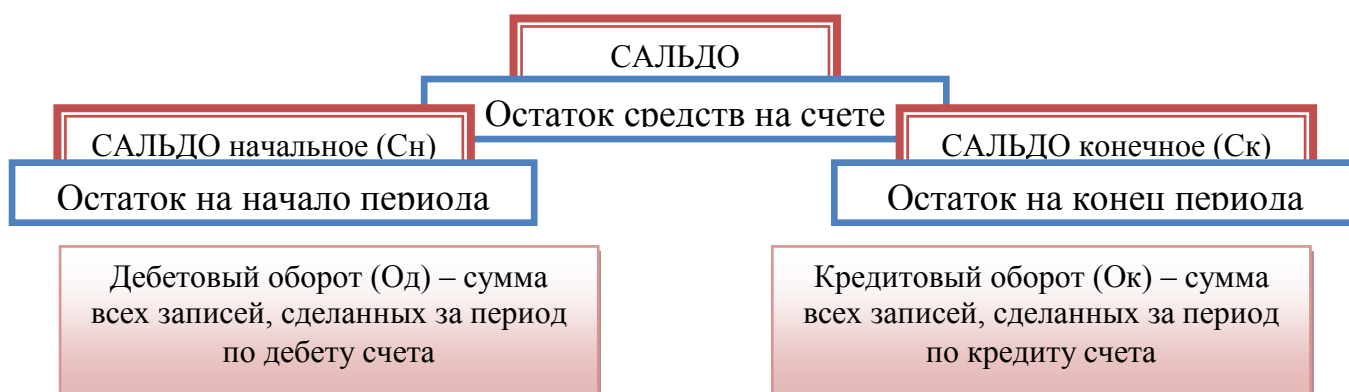 САЛЬДО
Остаток средств на счете
САЛЬДО начальное (Сн)
Остаток на начало периода
САЛЬДО конечное (Ск)
Остаток на конец периода
Дебетовый оборот (Од) – сумма
всех записей, сделанных за период
по дебету счета
Кредитовый оборот (Ок) – сумма
всех записей, сделанных за период
по кредиту счета